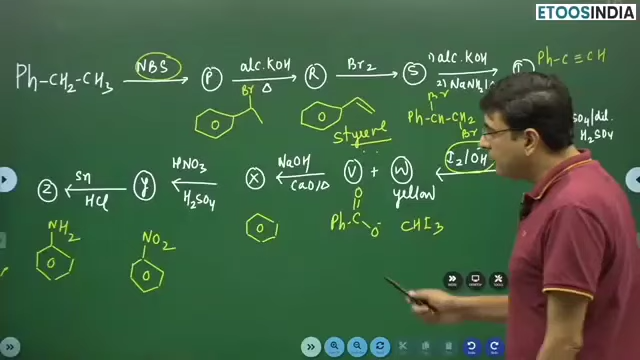 ETOOSINDIA
Ph-CH₂-CH₃ NBS P alc. KOH Δ R Br₂ S 1) alc. KOH 2) NaNH₂/Δ T Ph-C≡CH
Br
Styrene
Br
Ph-CH-CH₂
Br
SO₄/dil. H₂SO₄
Z Sn HCl Y HNO₃ H₂SO₄ X NaOH CaO/Δ V + W I₂/OH
yellow
NH₂ NO₂ O Ph-C O⁻ CHI₃